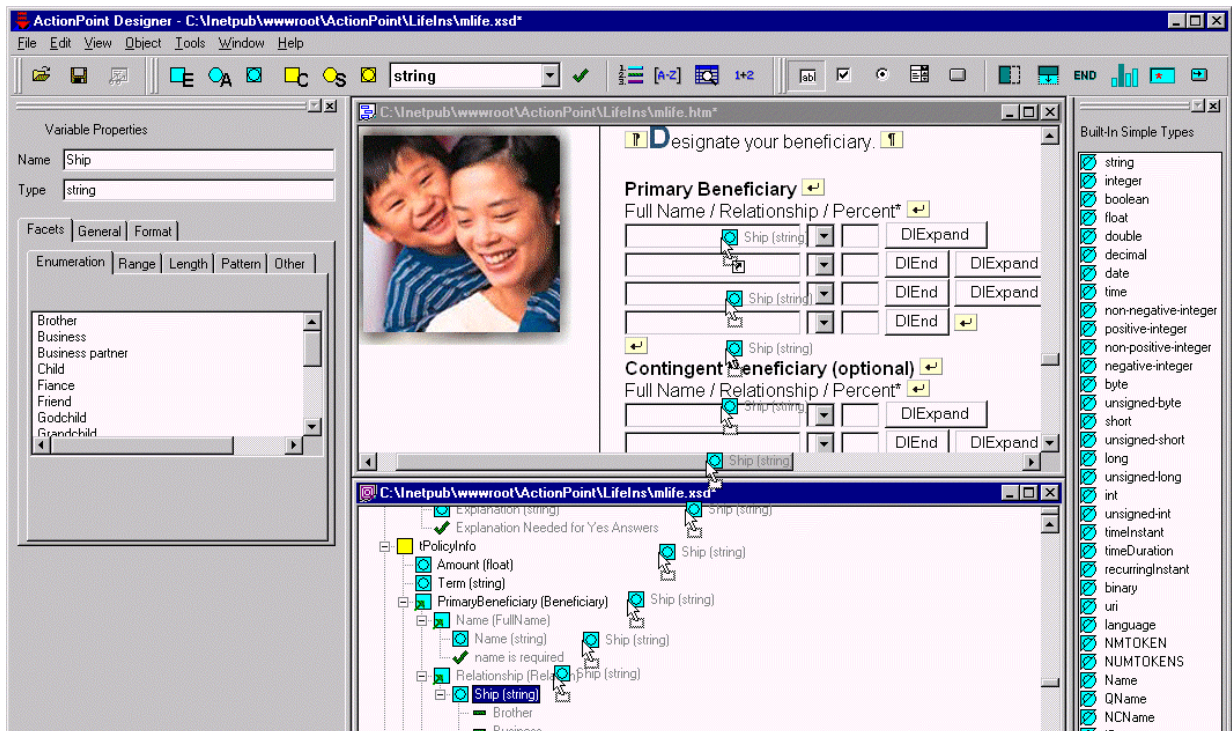 ActionPoint Designer - C:\Inetpub\wwwroot\ActionPoint\LifeIns\mlife.xsd*
File Edit View Object Tools Window Help
E A C S string [A-Z] 1+2 abl END
Variable Properties
Name Ship
Type string
Facets General Format
Enumeration Range Length Pattern Other
Brother
Business
Business partner
Child
Fiance
Friend
Godchild
Grandchild
C:\Inetpub\wwwroot\ActionPoint\LifeIns\mlife.htm*
Designate your beneficiary. ¶
Primary Beneficiary
Full Name / Relationship / Percent*
Ship (string) DIExpand
DIEnd DIExpand
Ship (string) DIEnd DIExpand
DIEnd
Ship (string)
Contingent Beneficiary (optional)
Full Name / Relationship / Percent*
Ship (string) DIExpand
DIEnd DIExpand
Ship (string)
C:\Inetpub\wwwroot\ActionPoint\LifeIns\mlife.xsd*
Explanation (string) Ship (string)
Explanation Needed for Yes Answers
tPolicyInfo
Ship (string)
Amount (float)
Term (string)
PrimaryBeneficiary (Beneficiary) Ship (string)
Name (FullName)
Name (string) Ship (string)
name is required
Relationship (Relation) Ship (string)
Ship (string)
Brother
Business
Built-In Simple Types
string
integer
boolean
float
double
decimal
date
time
non-negative-integer
positive-integer
non-positive-integer
negative-integer
byte
unsigned-byte
short
unsigned-short
long
unsigned-long
int
unsigned-int
timeInstant
timeDuration
recurringInstant
binary
uri
language
NMTOKEN
NUMTOKENS
Name
QName
NCName